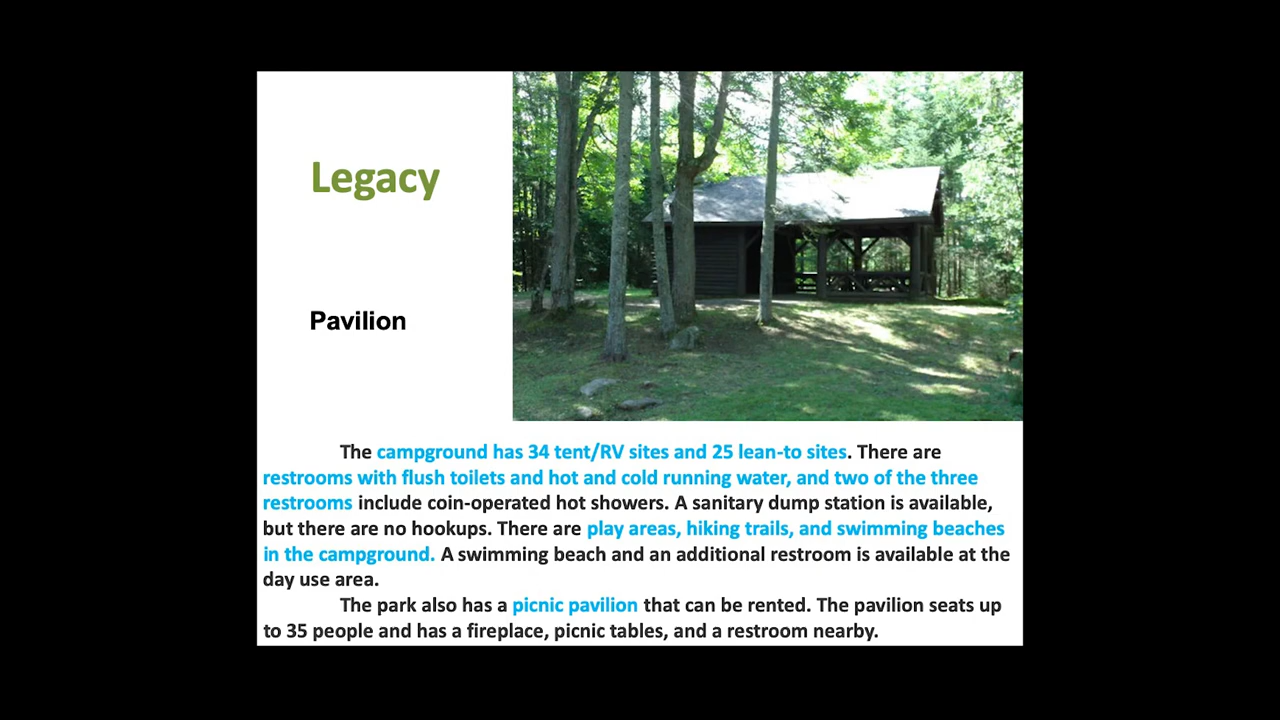 Legacy
Pavilion
The campground has 34 tent/RV sites and 25 lean-to sites. There are
restrooms with flush toilets and hot and cold running water, and two of the three
restrooms include coin-operated hot showers. A sanitary dump station is available,
but there are no hookups. There are play areas, hiking trails, and swimming beaches
in the campground. A swimming beach and an additional restroom is available at the
day use area.
The park also has a picnic pavilion that can be rented. The pavilion seats up
to 35 people and has a fireplace, picnic tables, and a restroom nearby.